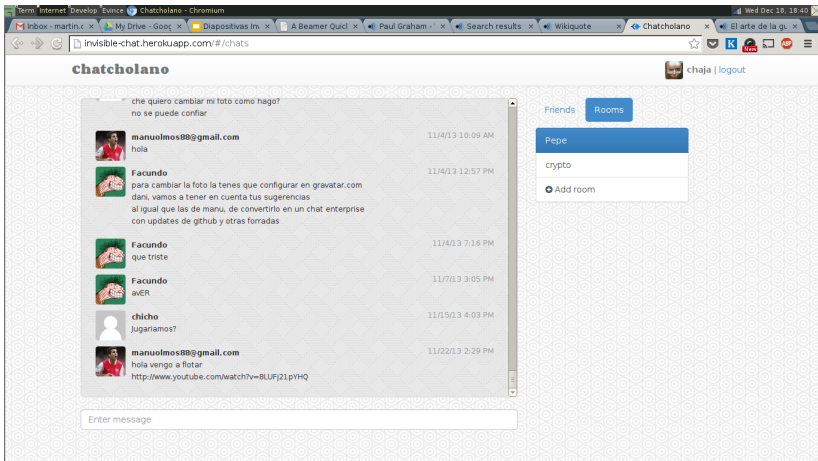 Term Internet Develop Evince Chatcholano - Chromium
Wed Dec 18, 18:40
Inbox - martin.c
My Drive - Goog
Diapositivas In
A Beamer Quicl
Paul Graham -
Search results
Wikiquote
Chatcholano
El arte de la gu
invisible-chat.herokuapp.com/#/chats
Chatcholano
chaja | logout
che quiero cambiar mi foto como hago?
no se puede confiar
manuolmos88@gmail.com
11/4/13 10:09 AM
hola
Facundo
11/4/13 12:57 PM
para cambiar la foto la tenes que configurar en gravatar.com
dani, vamos a tener en cuenta tus sugerencias
al igual que las de manu, de convertirlo en un chat enterprise
con updates de github y otras forradas
Facundo
11/4/13 7:16 PM
que triste
Facundo
11/7/13 3:05 PM
avER
chicho
11/15/13 4:03 PM
Jugariamos?
manuolmos88@gmail.com
11/22/13 2:29 PM
hola vengo a flotar
http://www.youtube.com/watch?v=8LUFj21pYHQ
Enter message
Friends
Rooms
Pepe
crypto
Add room